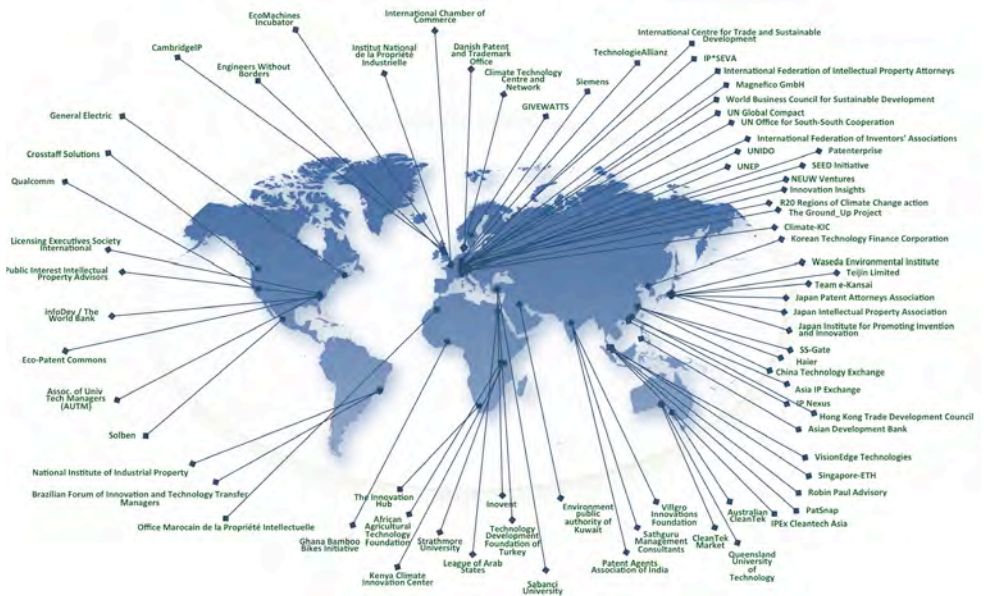 EcoMachines
Incubator
International Chamber of
Commerce
CambridgeIP
Engineers Without
Borders
Institut National
de la Propriété
Industrielle
Danish Patent
and Trademark
Office
Climate Technology
Centre and
Network
GIVEWATTS
Siemens
TechnologieAllianz
International Centre for Trade and Sustainable
Development
IP*SEVA
International Federation of Intellectual Property Attorneys
Magnefico GmbH
World Business Council for Sustainable Development
UN Global Compact
UN Office for South-South Cooperation
International Federation of Inventors' Associations
UNIDO
Patenterprise
UNEP
SEED Initiative
NEUW Ventures
Innovation Insights
R20 Regions of Climate Change action
The Ground_Up Project
Climate-KIC
Korean Technology Finance Corporation
Waseda Environmental Institute
Teijin Limited
Team e-Kansai
Japan Patent Attorneys Association
Japan Intellectual Property Association
Japan Institute for Promoting Invention
and Innovation
SS-Gate
Haier
China Technology Exchange
Asia IP Exchange
IP Nexus
Hong Kong Trade Development Council
Asian Development Bank
VisionEdge Technologies
Singapore-ETH
Robin Paul Advisory
PatSnap
IPEx Cleantech Asia
General Electric
Crosstaff Solutions
Qualcomm
Licensing Executives Society
International
Public Interest Intellectual
Property Advisors
infoDev / The
World Bank
Eco-Patent Commons
Assoc. of Univ
Tech Managers
(AUTM)
Solben
National Institute of Industrial Property
Brazilian Forum of Innovation and Technology Transfer
Managers
Office Marocain de la Propriété Intellectuelle
The Innovation
Hub
Ghana Bamboo
Bikes Initiative
African
Agricultural
Technology
Foundation
Kenya Climate
Innovation Center
Strathmore
University
League of Arab
States
Inovent
Technology
Development
Foundation of
Turkey
Sabanci
University
Environment
public
authority of
Kuwait
Villgro
Innovations
Foundation
Sathguru
Management
Consultants
Patent Agents
Association of India
Australian
CleanTek
CleanTek
Market
Queensland
University
of
Technology